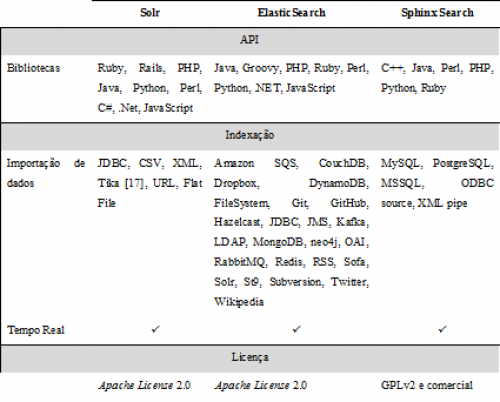 Solr ElasticSearch Sphinx Search
API
Bibliotecas Ruby, Rails, PHP, Java, Groovy, PHP, Ruby, Perl, C++, Java, Perl, PHP,
Java, Python, Perl, Python, .NET, JavaScript Python, Ruby
C#, .Net, JavaScript
Indexação
Importação de JDBC, CSV, XML, Amazon SQS, CouchDB, MySQL, PostgreSQL,
dados Tika [17], URL, Flat Dropbox, DynamoDB, MSSQL, ODBC
File FileSystem, Git, GitHub, source, XML pipe
Hazelcast, JDBC, JMS, Kafka,
LDAP, MongoDB, neo4j, OAI,
RabbitMQ, Redis, RSS, Sofa,
Solr, St9, Subversion, Twitter,
Wikipedia
Tempo Real ✓ ✓ ✓
Licença
Apache License 2.0 Apache License 2.0 GPLv2 e comercial